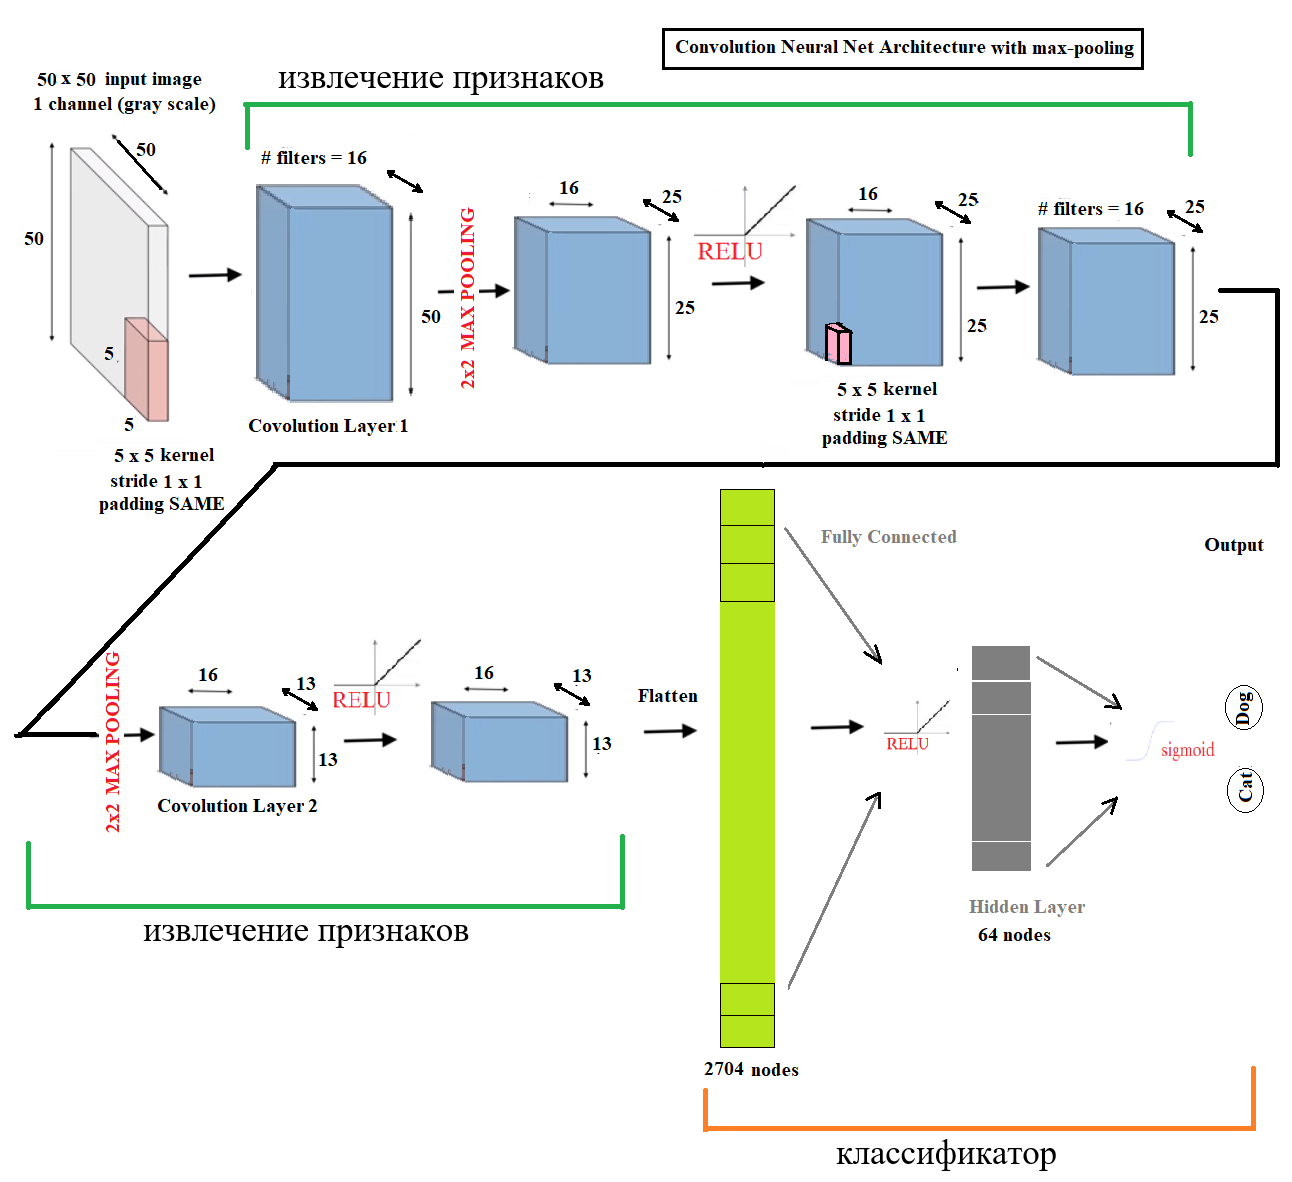 Convolution Neural Net Architecture with max-pooling
извлечение признаков
50 x 50 input image
1 channel (gray scale)
50
50
5
5
5 x 5 kernel
stride 1 x 1
padding SAME
# filters = 16
50
Covolution Layer 1
2x2 MAX POOLING
16
25
25
RELU
16
25
25
5 x 5 kernel
stride 1 x 1
padding SAME
# filters = 16
25
25
2x2 MAX POOLING
16
13
13
Covolution Layer 2
RELU
16
13
13
извлечение признаков
Flatten
2704 nodes
Fully Connected
RELU
Hidden Layer
64 nodes
sigmoid
Output
Dog
Cat
классификатор